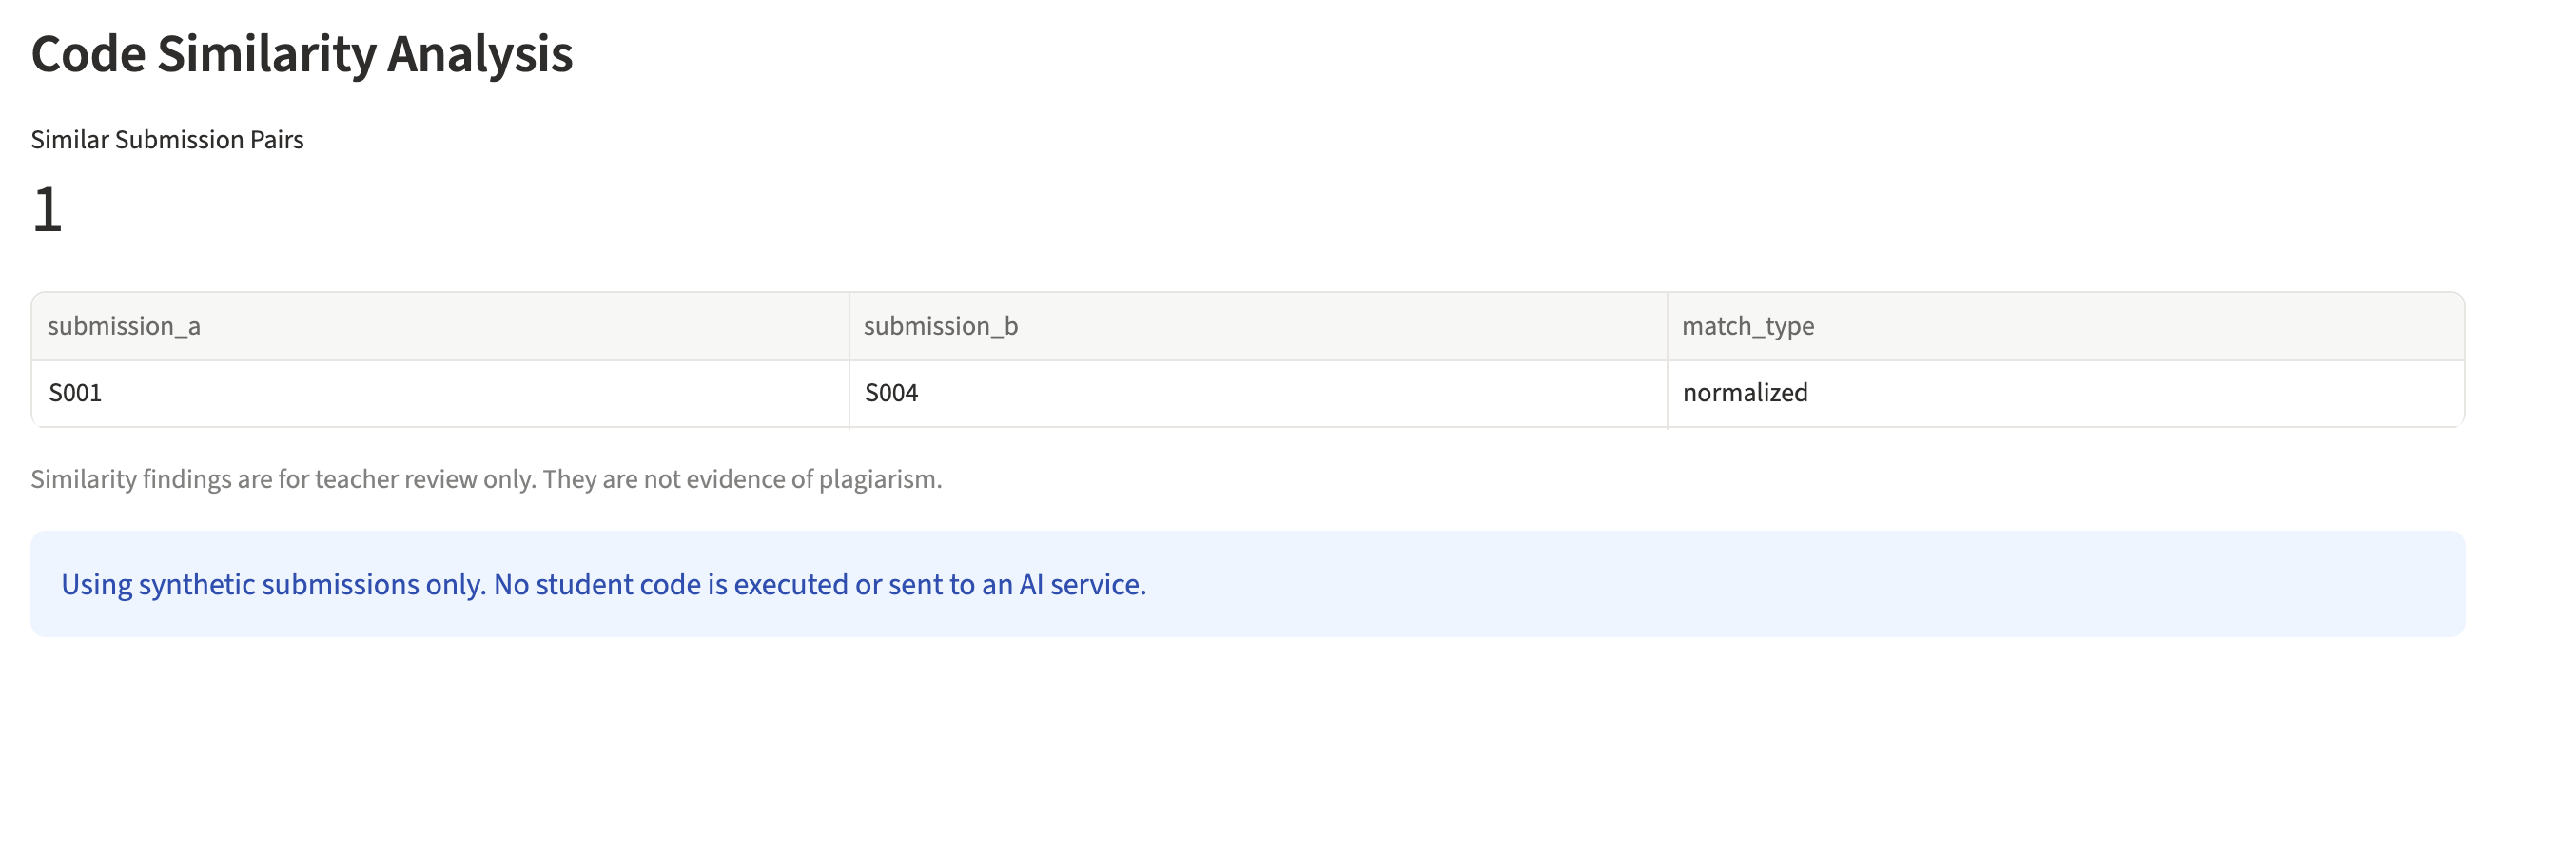 Code Similarity Analysis
Similar Submission Pairs
1
submission_a submission_b match_type
S001 S004 normalized
Similarity findings are for teacher review only. They are not evidence of plagiarism.
Using synthetic submissions only. No student code is executed or sent to an AI service.